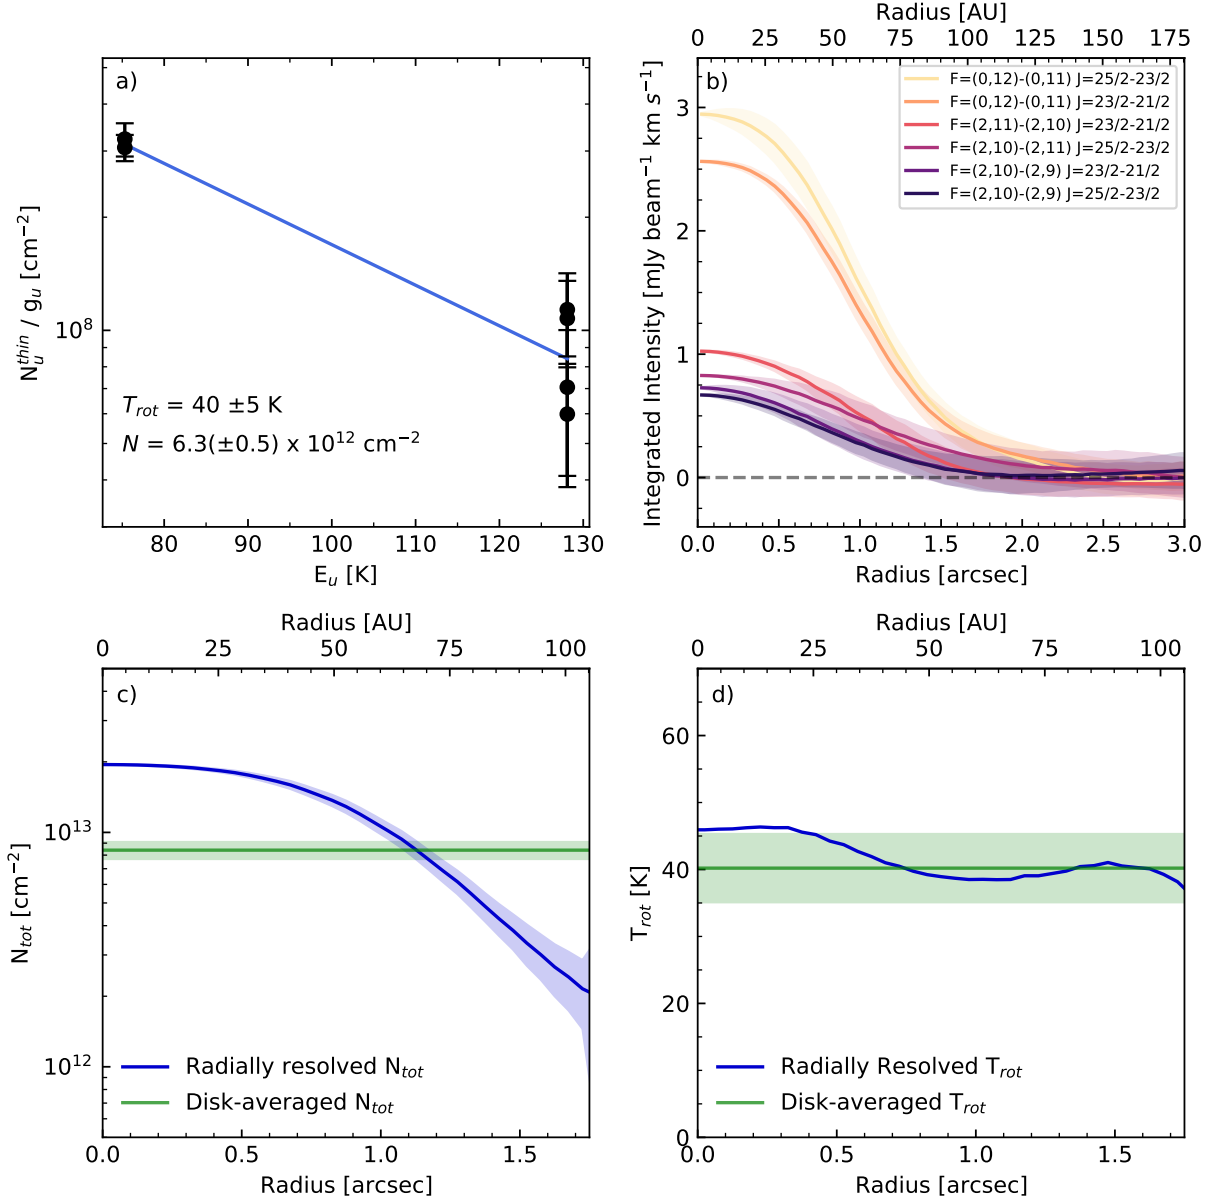 a)
10⁸
N_u^thin / g_u [cm⁻²]
T_rot = 40 ±5 K
N = 6.3(±0.5) x 10¹² cm⁻²
80 90 100 110 120 130
E_u [K]
Radius [AU]
0 25 50 75 100 125 150 175
b)
F=(0,12)-(0,11) J=25/2-23/2
F=(0,12)-(0,11) J=23/2-21/2
F=(2,11)-(2,10) J=23/2-21/2
F=(2,10)-(2,11) J=25/2-23/2
F=(2,10)-(2,9) J=23/2-21/2
F=(2,10)-(2,9) J=25/2-23/2
3
2
1
0
Integrated Intensity [mJy beam⁻¹ km s⁻¹]
0.0 0.5 1.0 1.5 2.0 2.5 3.0
Radius [arcsec]
Radius [AU]
0 25 50 75 100
c)
10¹³
10¹²
N_tot [cm⁻²]
Radially resolved N_tot
Disk-averaged N_tot
0.0 0.5 1.0 1.5
Radius [arcsec]
Radius [AU]
0 25 50 75 100
d)
60
40
20
0
T_rot [K]
Radially Resolved T_rot
Disk-averaged T_rot
0.0 0.5 1.0 1.5
Radius [arcsec]